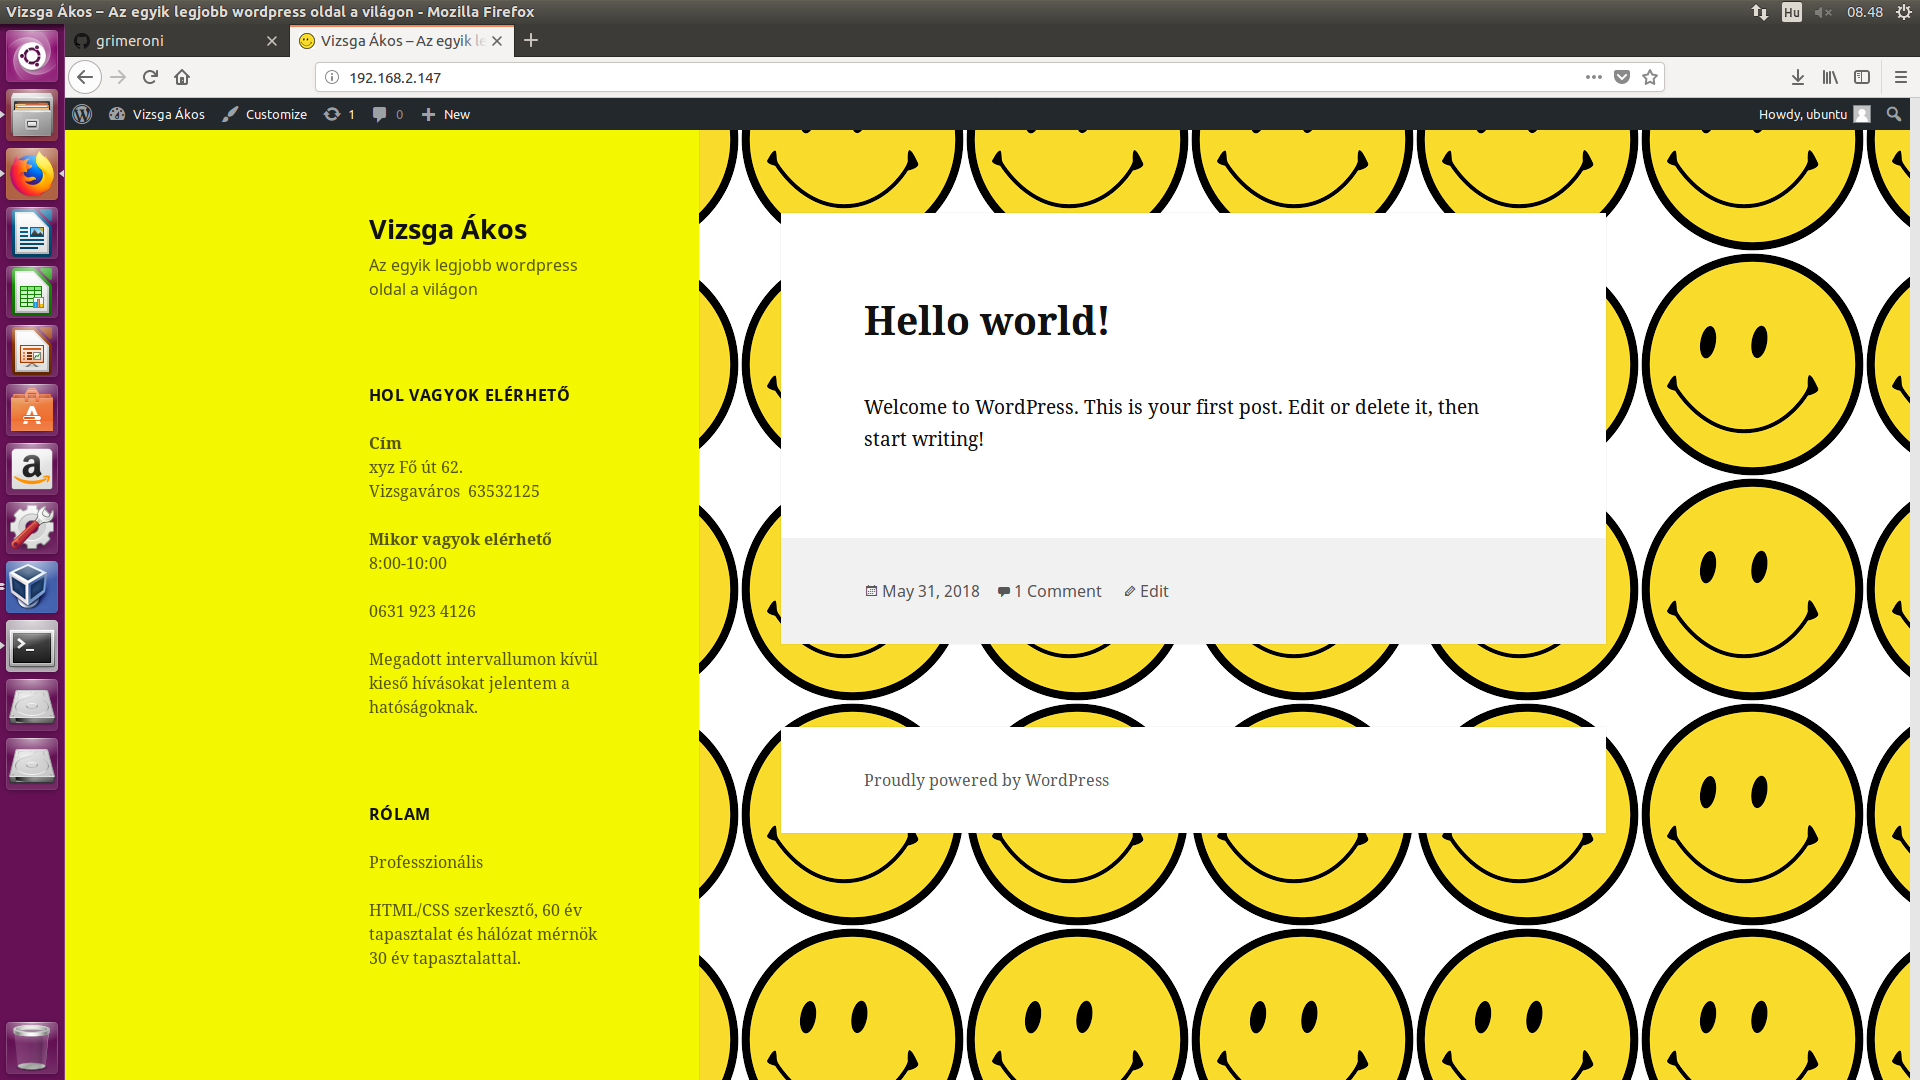 Vizsga Ákos – Az egyik legjobb wordpress oldal a világon - Mozilla Firefox
Hu
08.48
grimeroni
Vizsga Ákos – Az egyik le
192.168.2.147
Vizsga Ákos
Customize
1
0
New
Howdy, ubuntu
Vizsga Ákos
Az egyik legjobb wordpress
oldal a világon
HOL VAGYOK ELÉRHETŐ
Cím
xyz Fő út 62.
Vizsgaváros 63532125
Mikor vagyok elérhető
8:00-10:00
0631 923 4126
Megadott intervallumon kívül
kieső hívásokat jelentem a
hatóságoknak.
RÓLAM
Professzionális
HTML/CSS szerkesztő, 60 év
tapasztalat és hálózat mérnök
30 év tapasztalattal.
Hello world!
Welcome to WordPress. This is your first post. Edit or delete it, then
start writing!
May 31, 2018
1 Comment
Edit
Proudly powered by WordPress